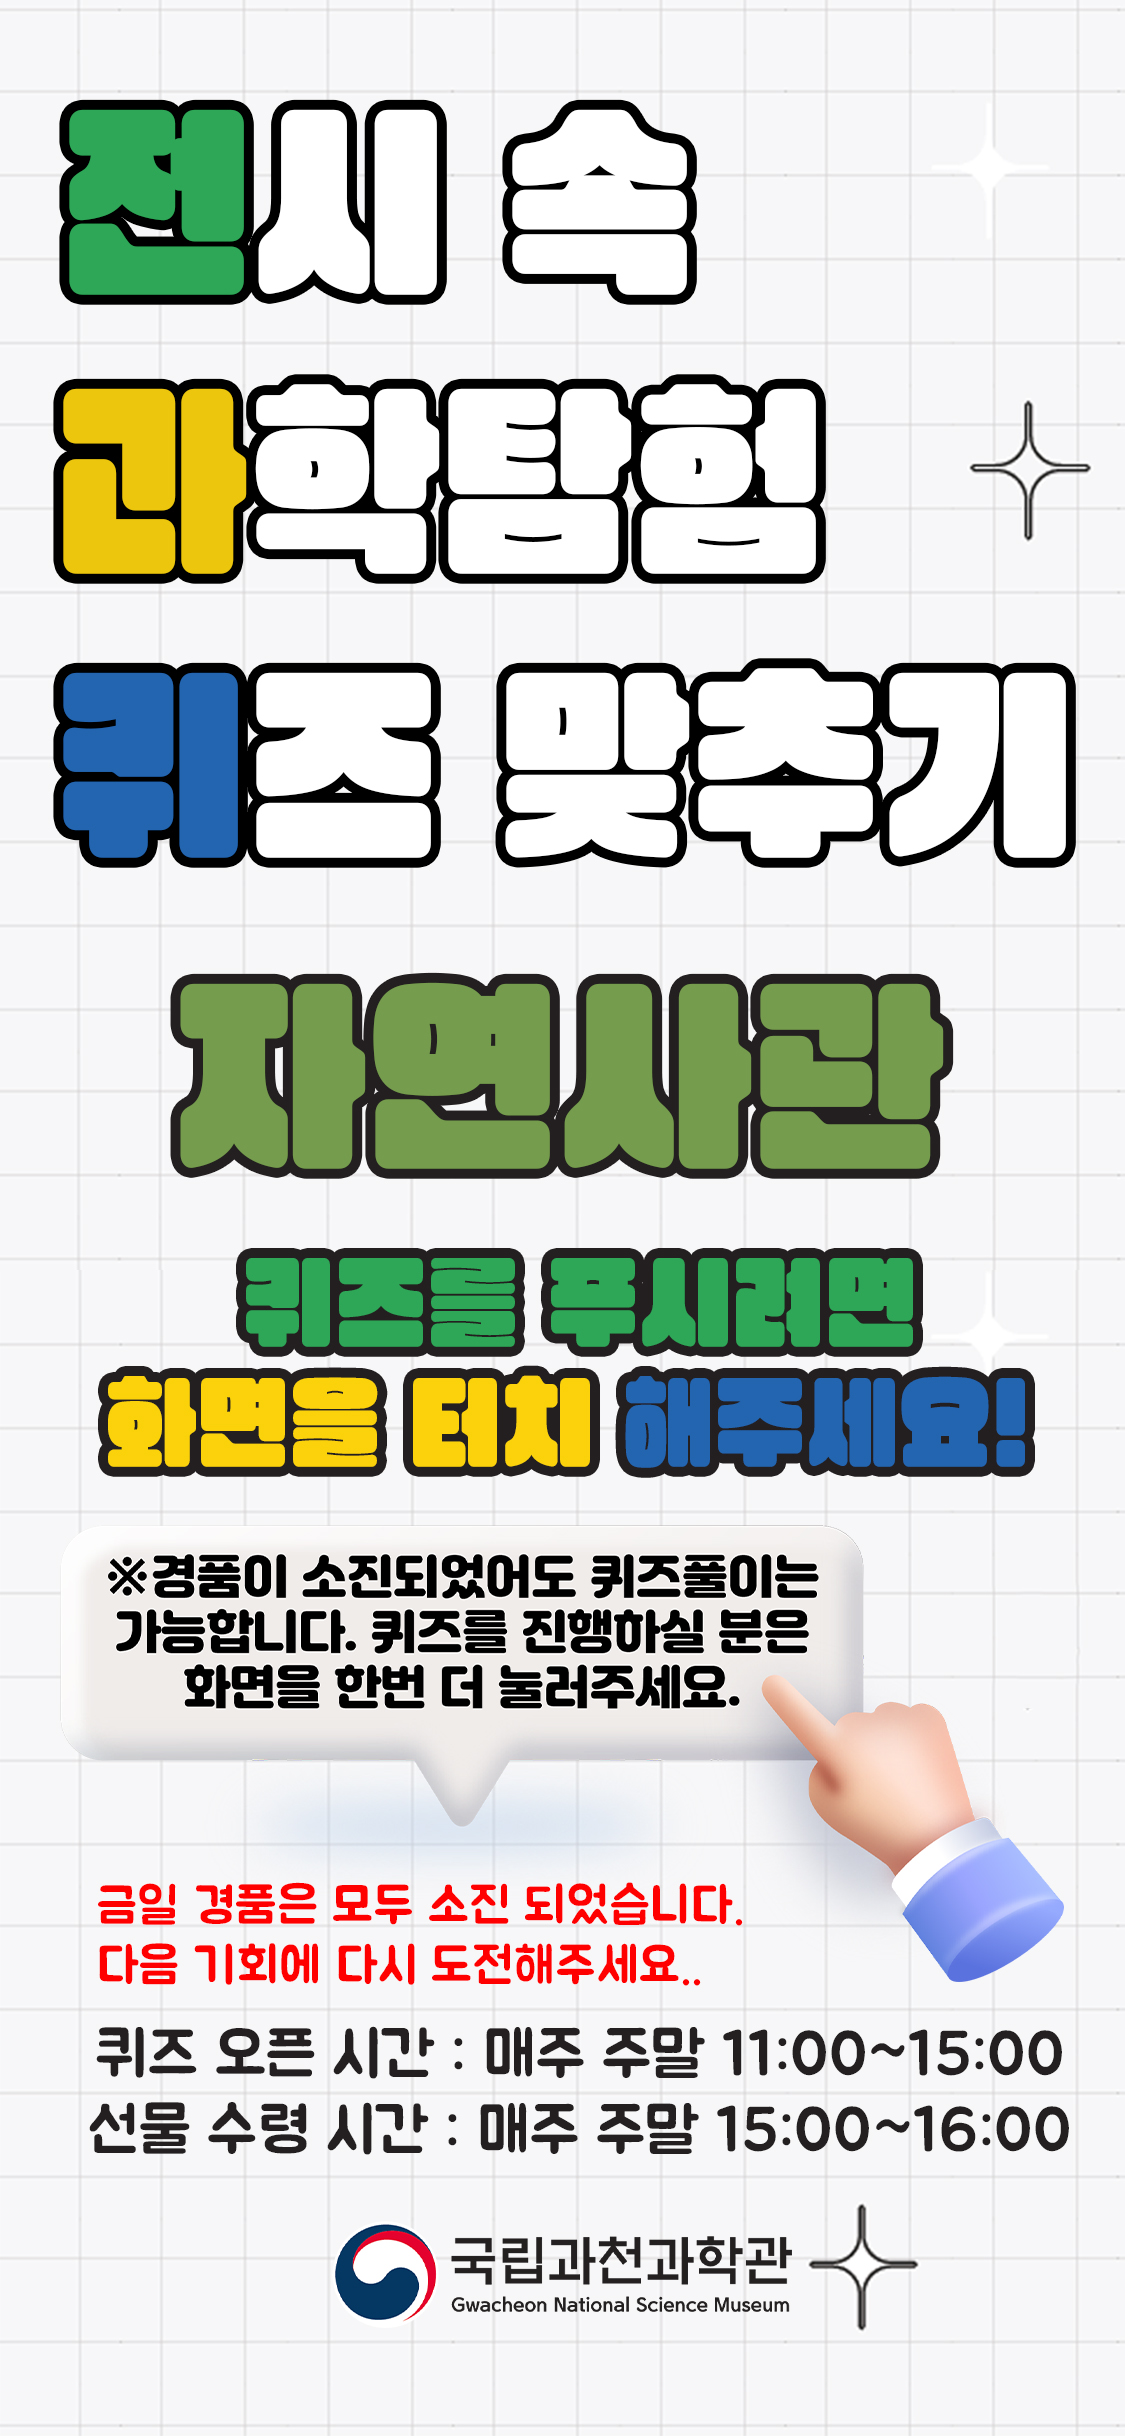 전시 속
과학탐험
퀴즈 맞추기
자연사관
퀴즈를 푸시려면
화면을 터치 해주세요!
※경품이 소진되었어도 퀴즈풀이는
가능합니다. 퀴즈를 진행하실 분은
화면을 한번 더 눌러주세요.
금일 경품은 모두 소진 되었습니다.
다음 기회에 다시 도전해주세요..
퀴즈 오픈 시간 : 매주 주말 11:00~15:00
선물 수령 시간 : 매주 주말 15:00~16:00
국립과천과학관
Gwacheon National Science Museum